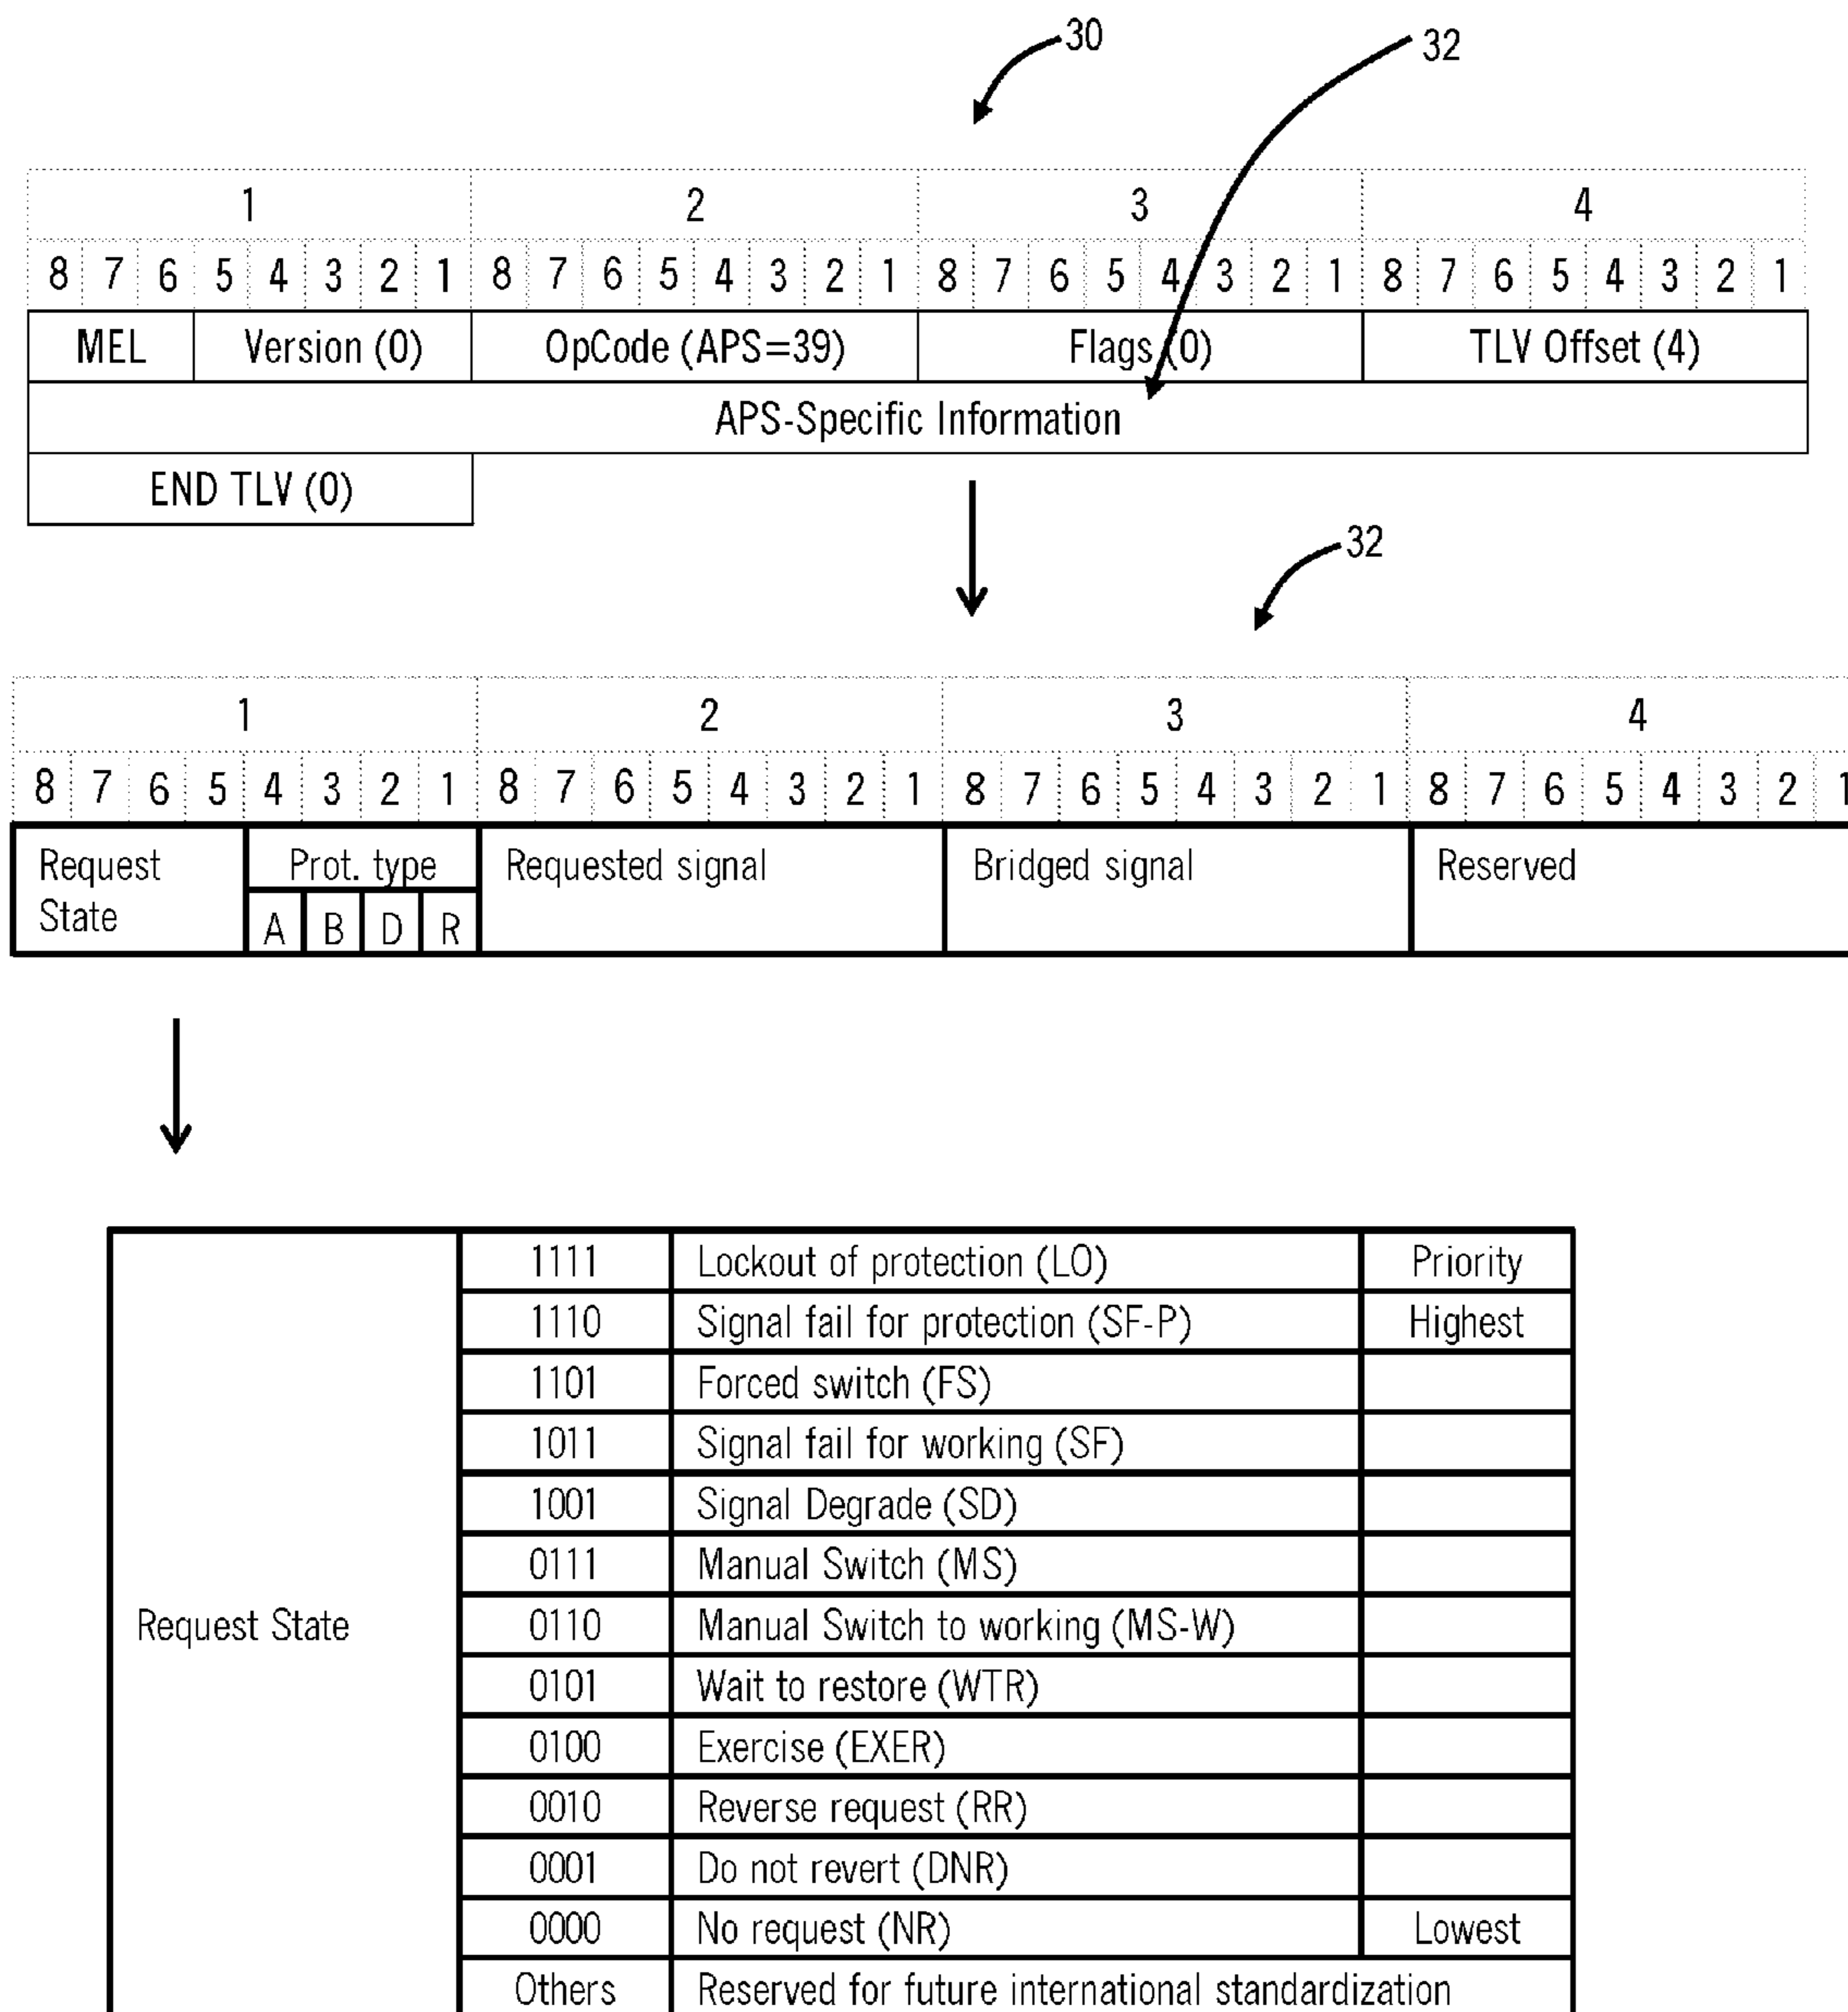 30
32
1 2 3 4
8 7 6 5 4 3 2 1 8 7 6 5 4 3 2 1 8 7 6 5 4 3 2 1 8 7 6 5 4 3 2 1
MEL Version (0) OpCode (APS=39) Flags (0) TLV Offset (4)
APS-Specific Information
END TLV (0)
32
1 2 3 4
8 7 6 5 4 3 2 1 8 7 6 5 4 3 2 1 8 7 6 5 4 3 2 1 8 7 6 5 4 3 2 1
Request Prot. type Requested signal Bridged signal Reserved
State A B D R
1111 Lockout of protection (LO) Priority
1110 Signal fail for protection (SF-P) Highest
1101 Forced switch (FS)
1011 Signal fail for working (SF)
1001 Signal Degrade (SD)
0111 Manual Switch (MS)
Request State 0110 Manual Switch to working (MS-W)
0101 Wait to restore (WTR)
0100 Exercise (EXER)
0010 Reverse request (RR)
0001 Do not revert (DNR)
0000 No request (NR) Lowest
Others Reserved for future international standardization